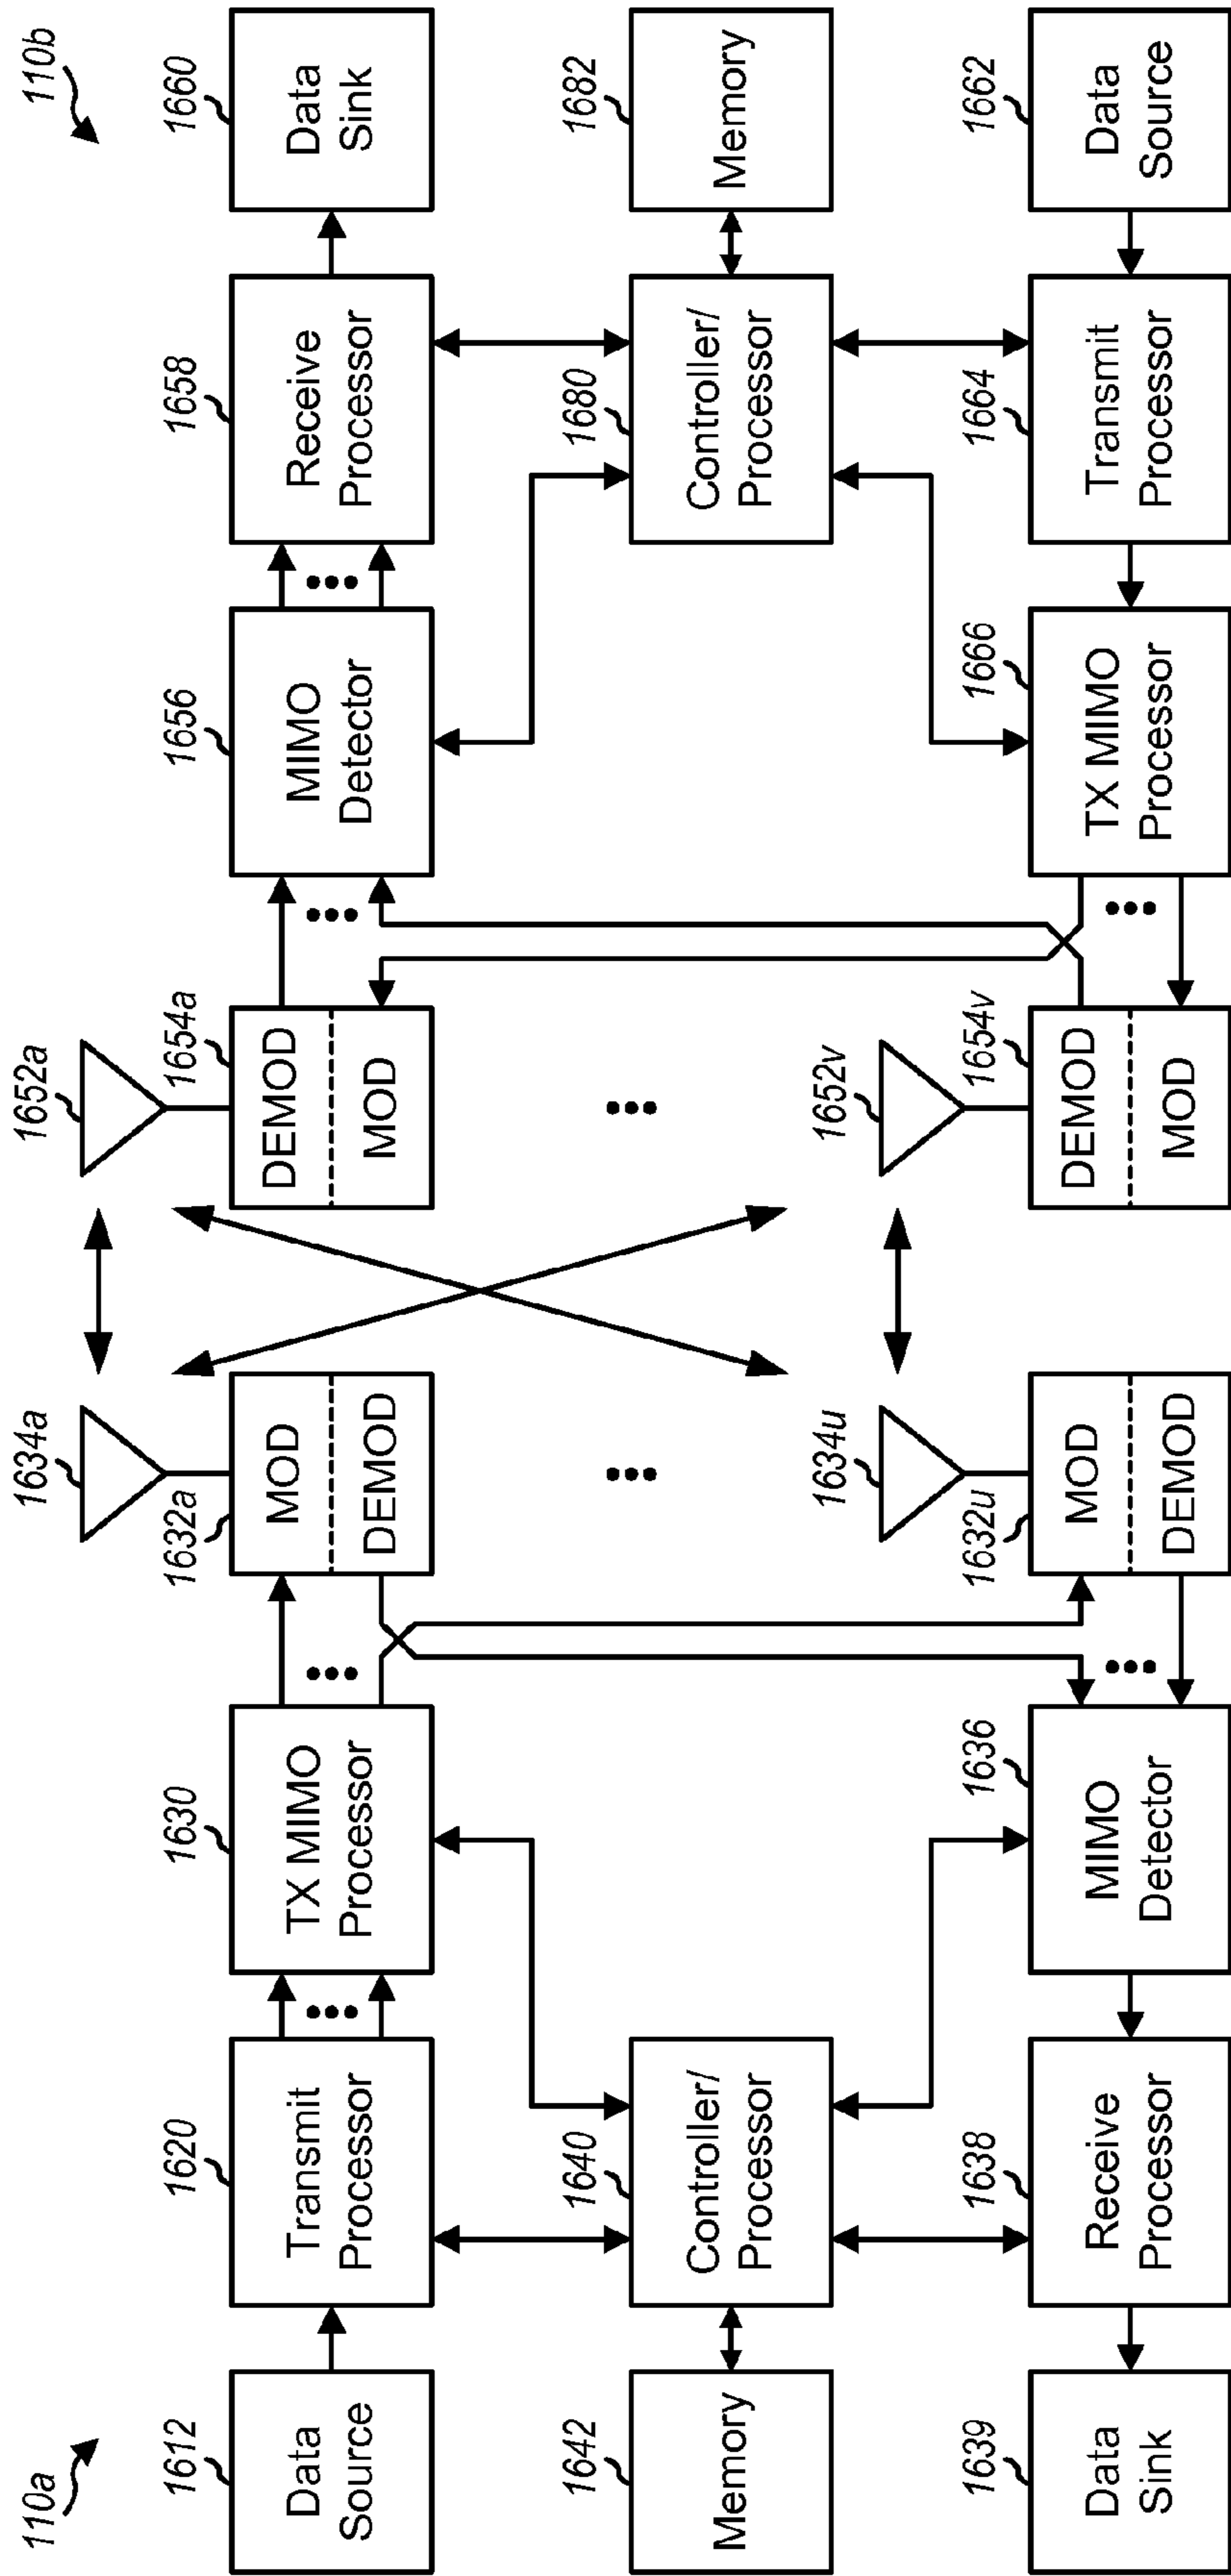 110a
110b
1612
Data
Source
1620
Transmit
Processor
1630
TX MIMO
Processor
1634a
1632a
MOD
DEMOD
1652a
1654a
DEMOD
MOD
1656
MIMO
Detector
1658
Receive
Processor
1660
Data
Sink
1642
Memory
1640
Controller/
Processor
1680
Controller/
Processor
1682
Memory
1639
Data
Sink
1638
Receive
Processor
1636
MIMO
Detector
1634u
1632u
MOD
DEMOD
1652v
1654v
DEMOD
MOD
1666
TX MIMO
Processor
1664
Transmit
Processor
1662
Data
Source